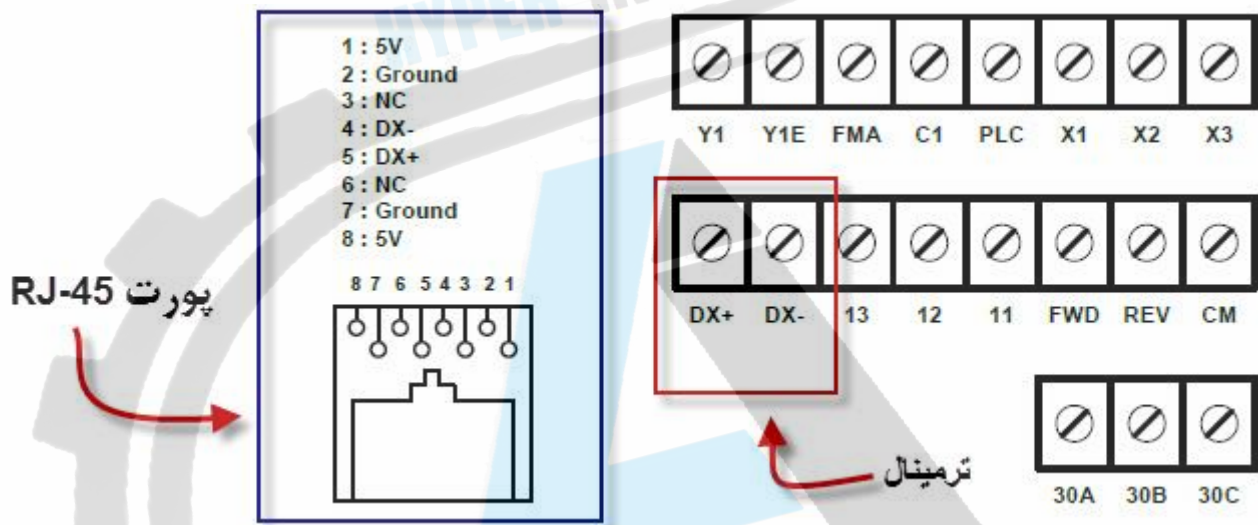 HYPER
1 : 5V
2 : Ground
3 : NC
4 : DX-
5 : DX+
6 : NC
7 : Ground
8 : 5V
8 7 6 5 4 3 2 1
پورت RJ-45
Y1 Y1E FMA C1 PLC X1 X2 X3
DX+ DX- 13 12 11 FWD REV CM
ترمینال
30A 30B 30C